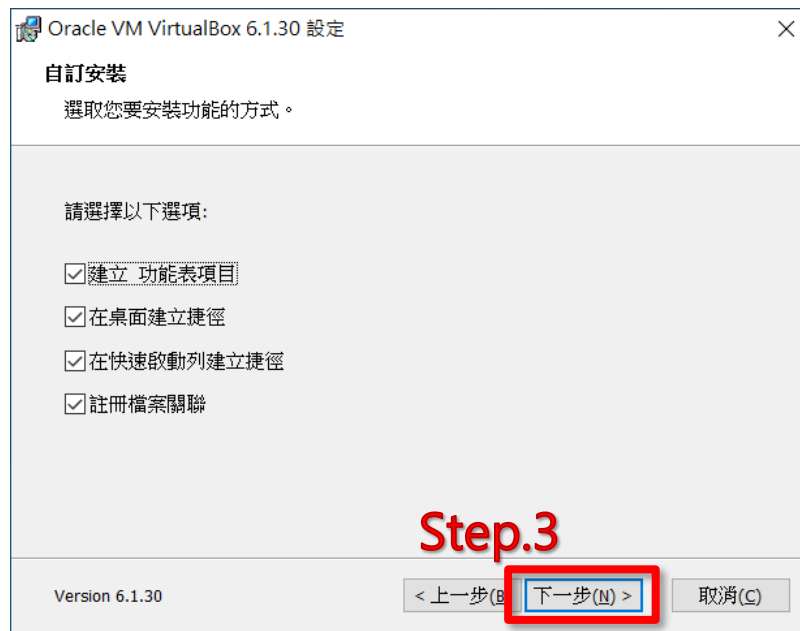 Oracle VM VirtualBox 6.1.30 設定
自訂安裝
選取您要安裝功能的方式。
請選擇以下選項:
建立 功能表項目
在桌面建立捷徑
在快速啟動列建立捷徑
註冊檔案關聯
Step.3
Version 6.1.30
< 上一步(B
下一步(N) >
取消(C)